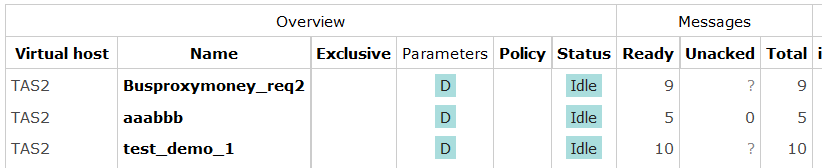 Overview Messages
Virtual host Name Exclusive Parameters Policy Status Ready Unacked Total
TAS2 Busproxymoney_req2 D Idle 9 ? 9
TAS2 aaabbb D Idle 5 0 5
TAS2 test_demo_1 D Idle 10 ? 10